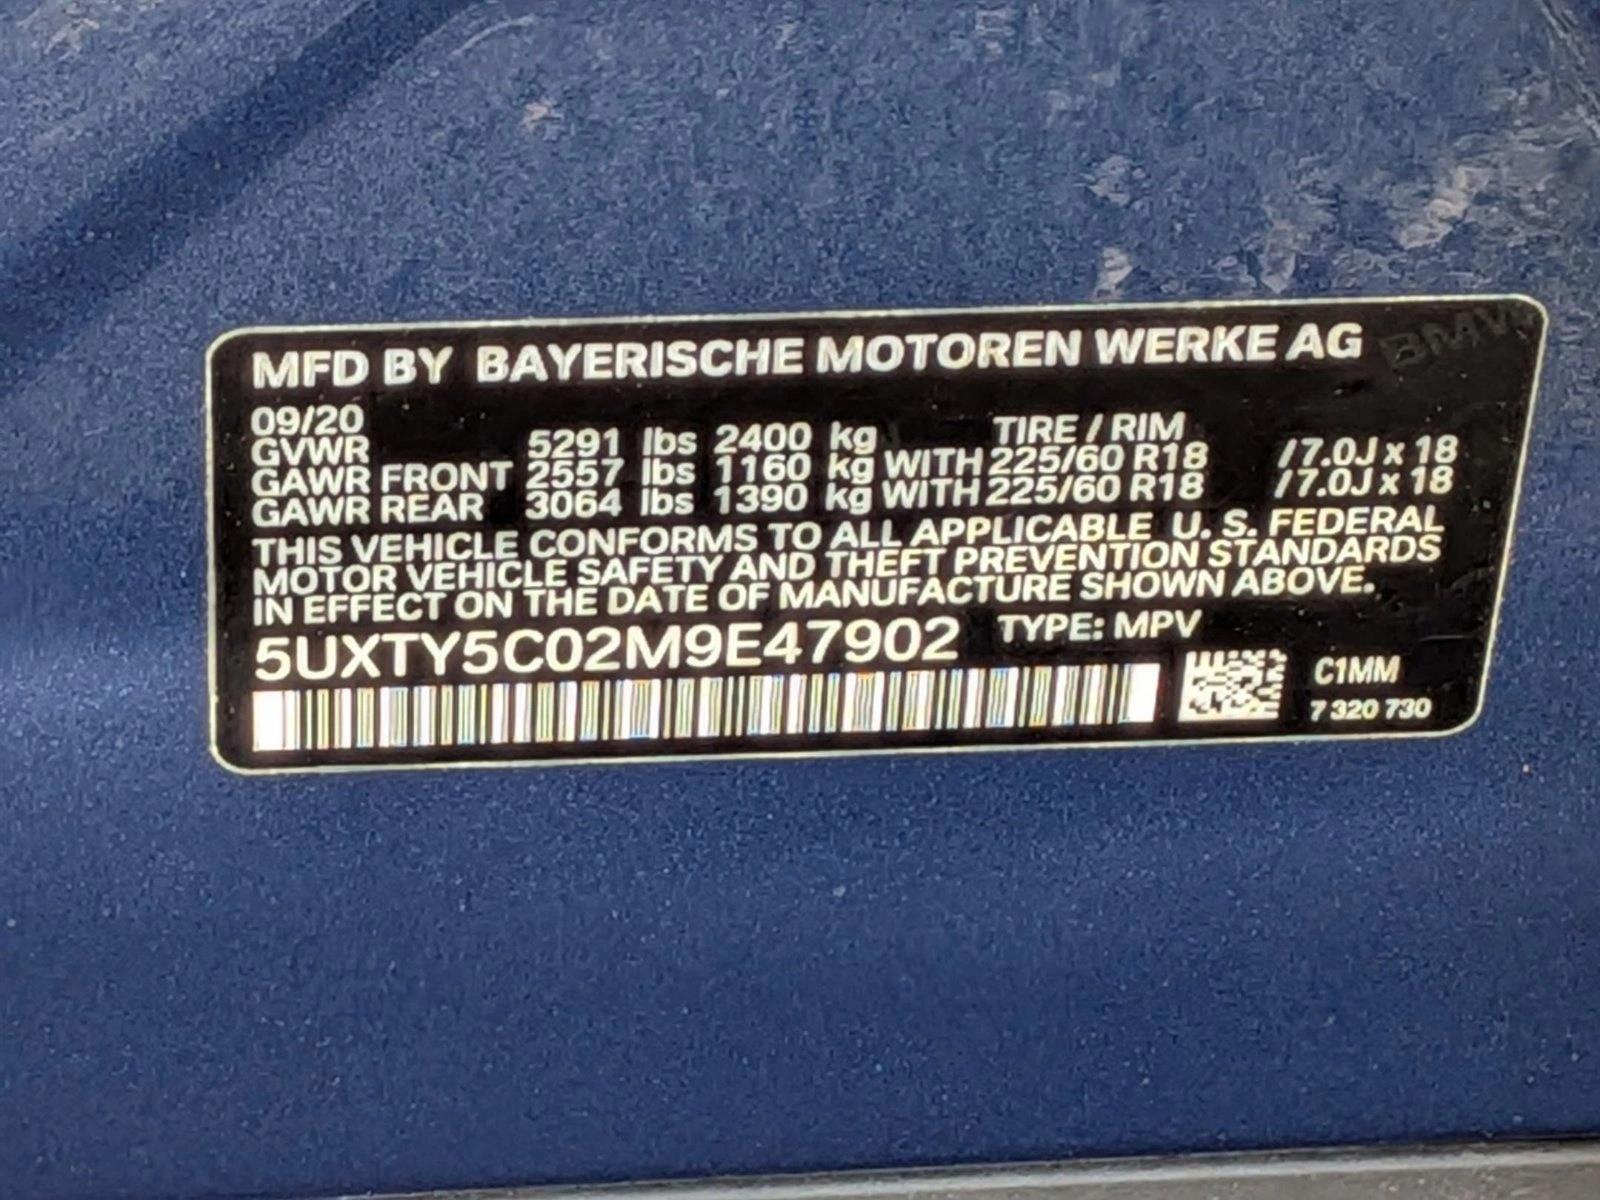 MFD BY BAYERISCHE MOTOREN WERKE AG BMW
09/20 TIRE / RIM
GVWR 5291 lbs 2400 kg
GAWR FRONT 2557 lbs 1160 kg WITH 225/60 R18 /7.0J x 18
GAWR REAR 3064 lbs 1390 kg WITH 225/60 R18 /7.0J x 18
THIS VEHICLE CONFORMS TO ALL APPLICABLE U. S. FEDERAL
MOTOR VEHICLE SAFETY AND THEFT PREVENTION STANDARDS
IN EFFECT ON THE DATE OF MANUFACTURE SHOWN ABOVE.
5UXTY5C02M9E47902 TYPE: MPV
C1MM
7 320 730